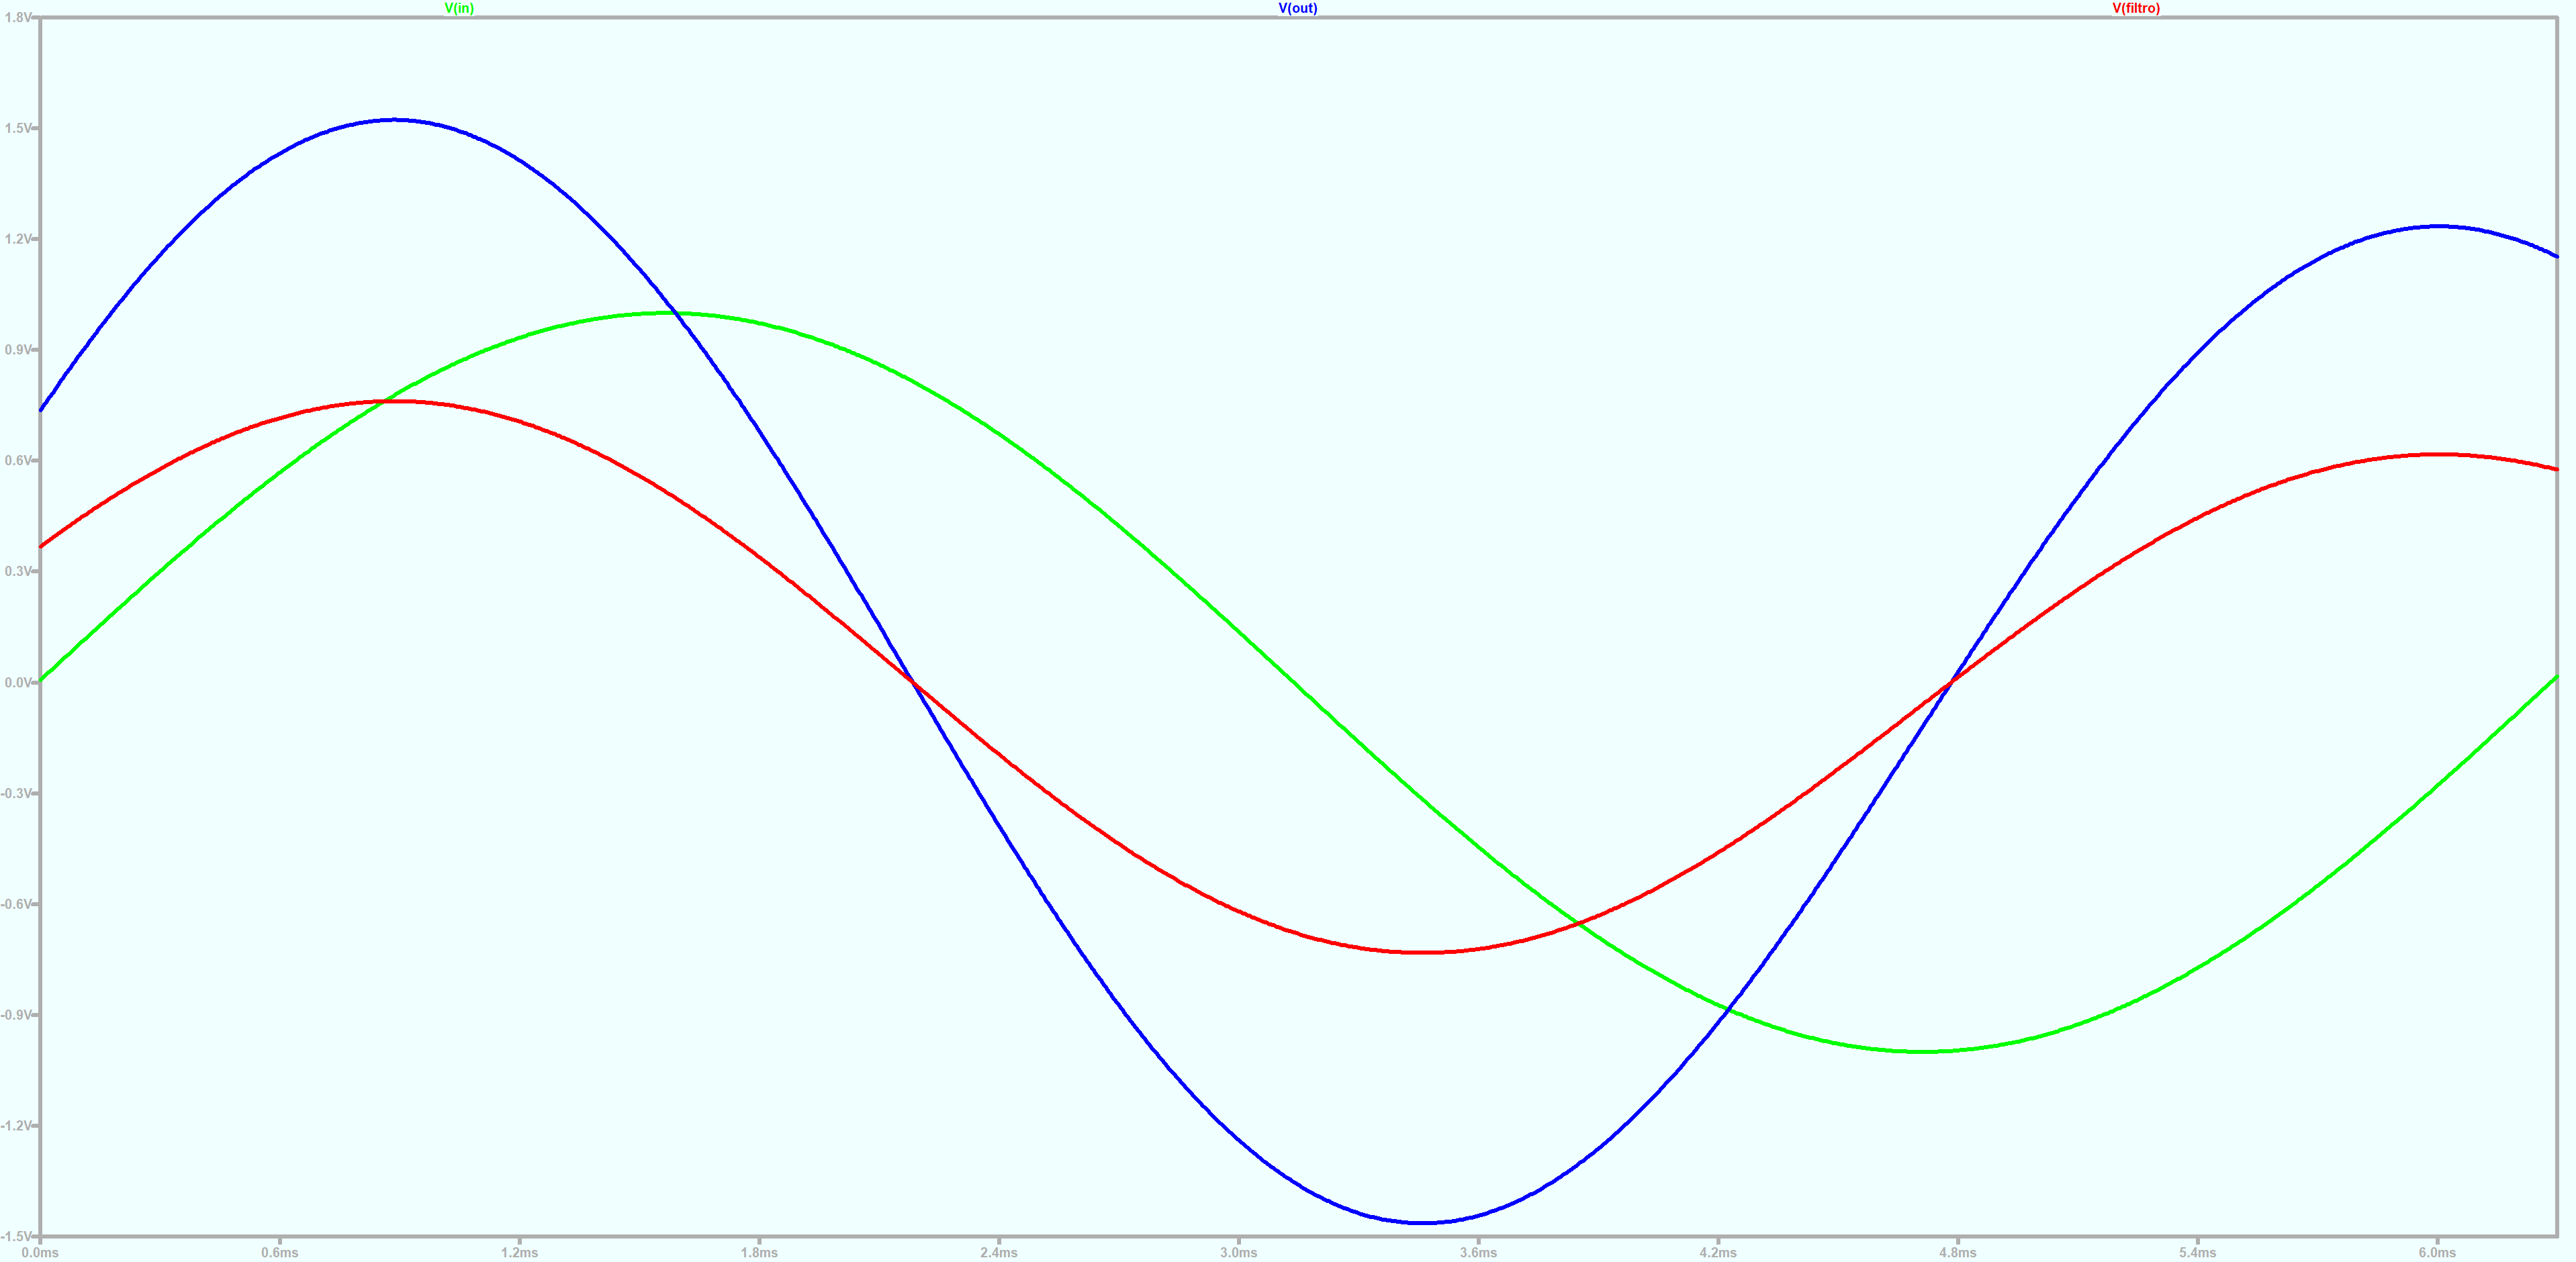 V(in) V(out) V(filtro)
1.8V
1.5V
1.2V
0.9V
0.6V
0.3V
0.0V
-0.3V
-0.6V
-0.9V
-1.2V
-1.5V
0.0ms 0.6ms 1.2ms 1.8ms 2.4ms 3.0ms 3.6ms 4.2ms 4.8ms 5.4ms 6.0ms